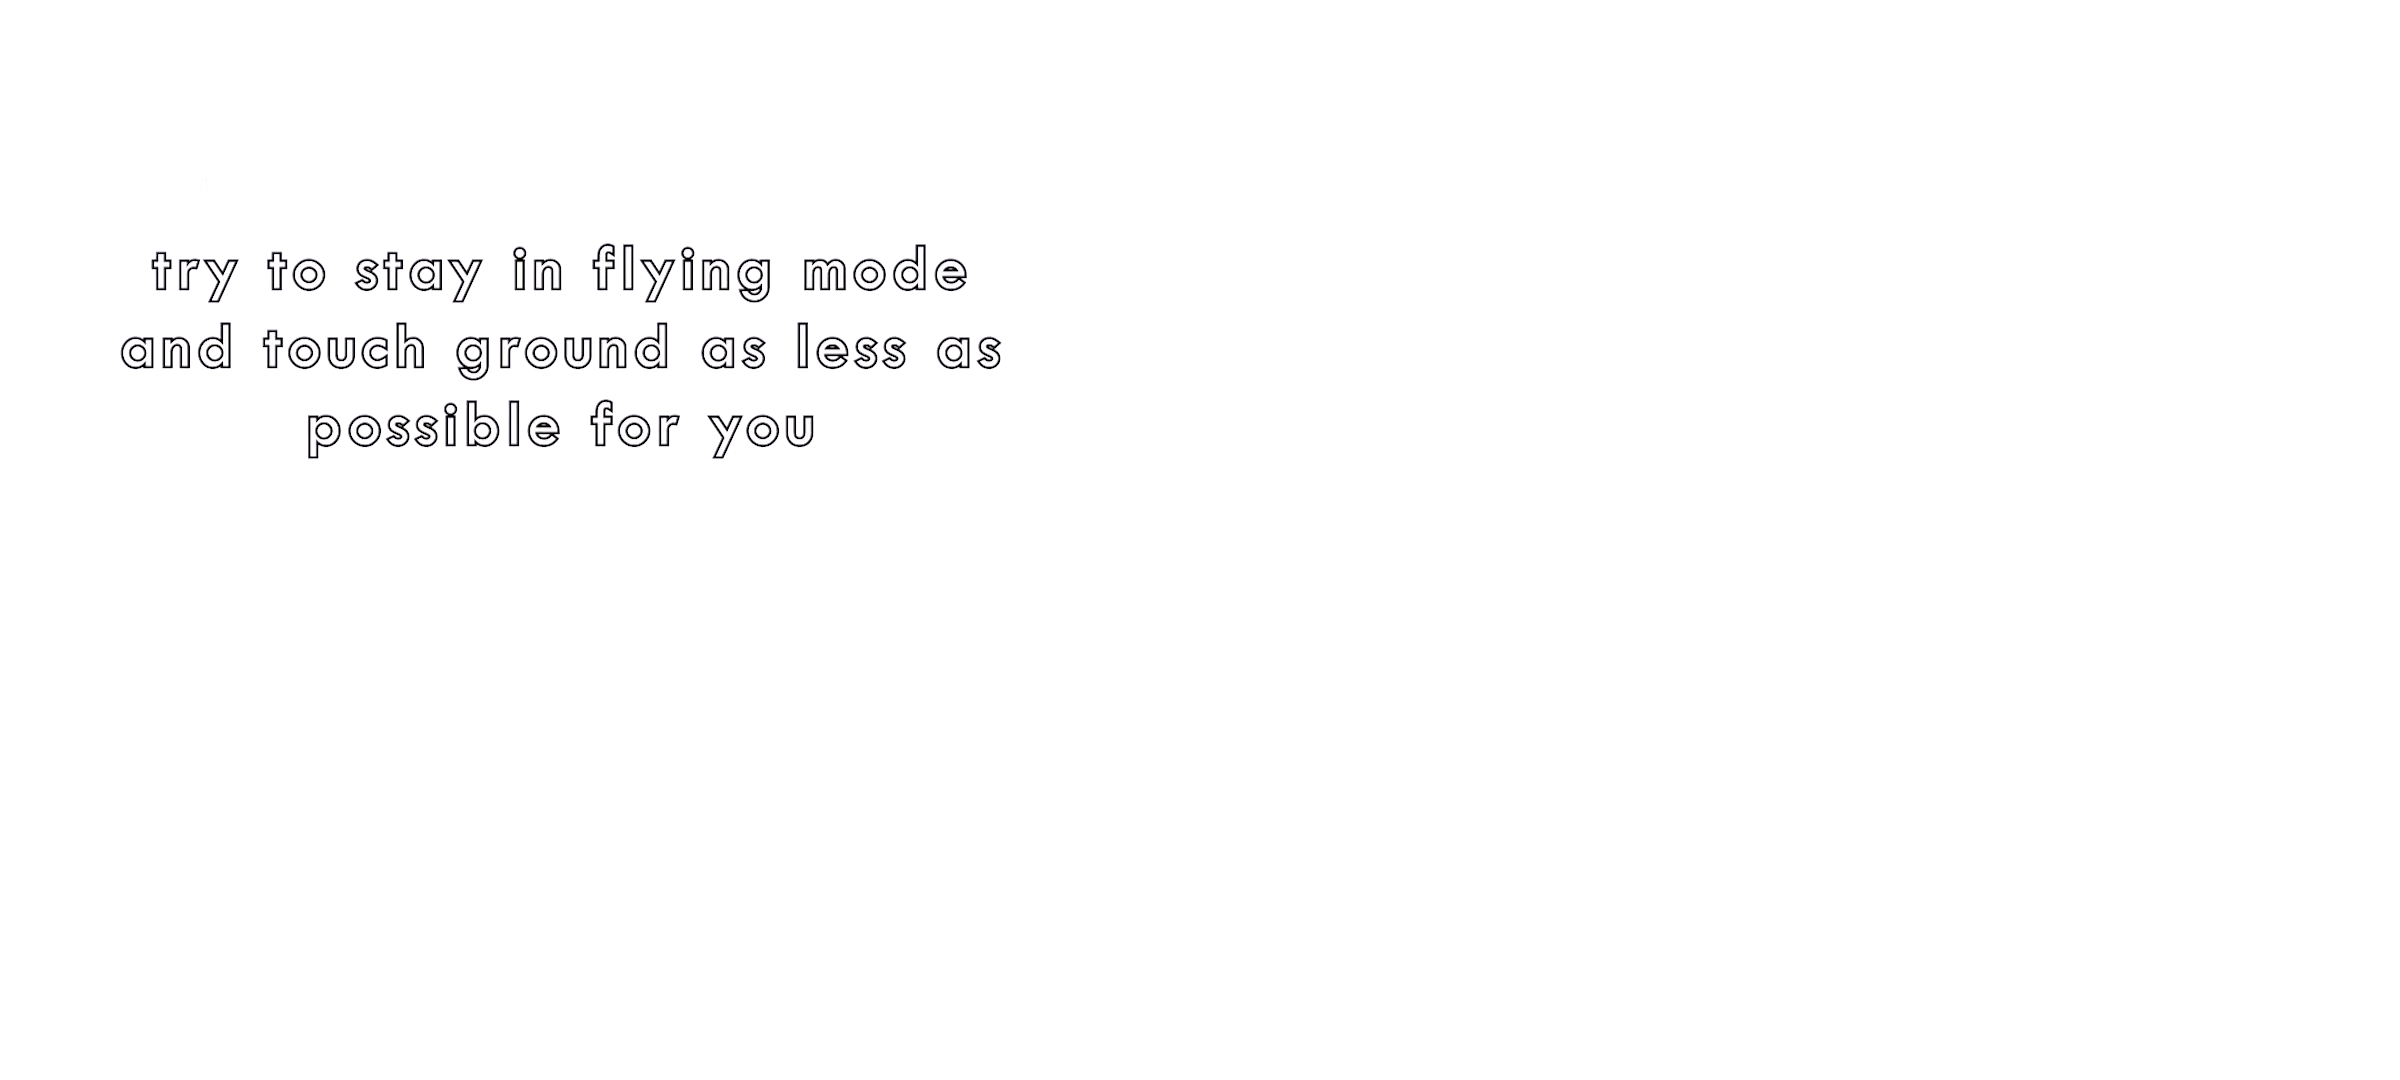 try to stay in flying mode
and touch ground as less as
possible for you